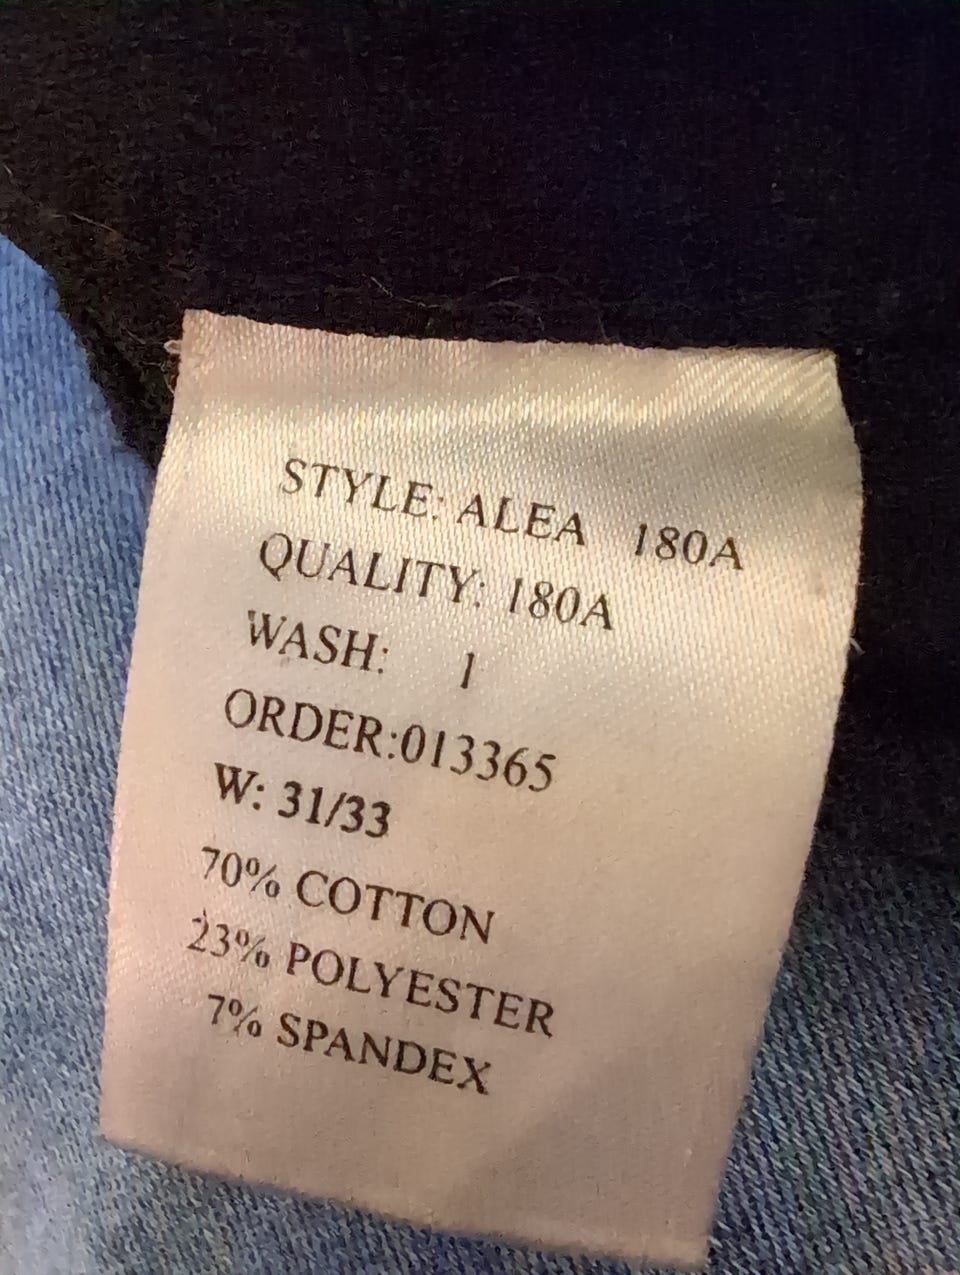 STYLE: ALEA 180A
QUALITY: 180A
WASH: 1
ORDER:013365
W: 31/33
70% COTTON
23% POLYESTER
7% SPANDEX